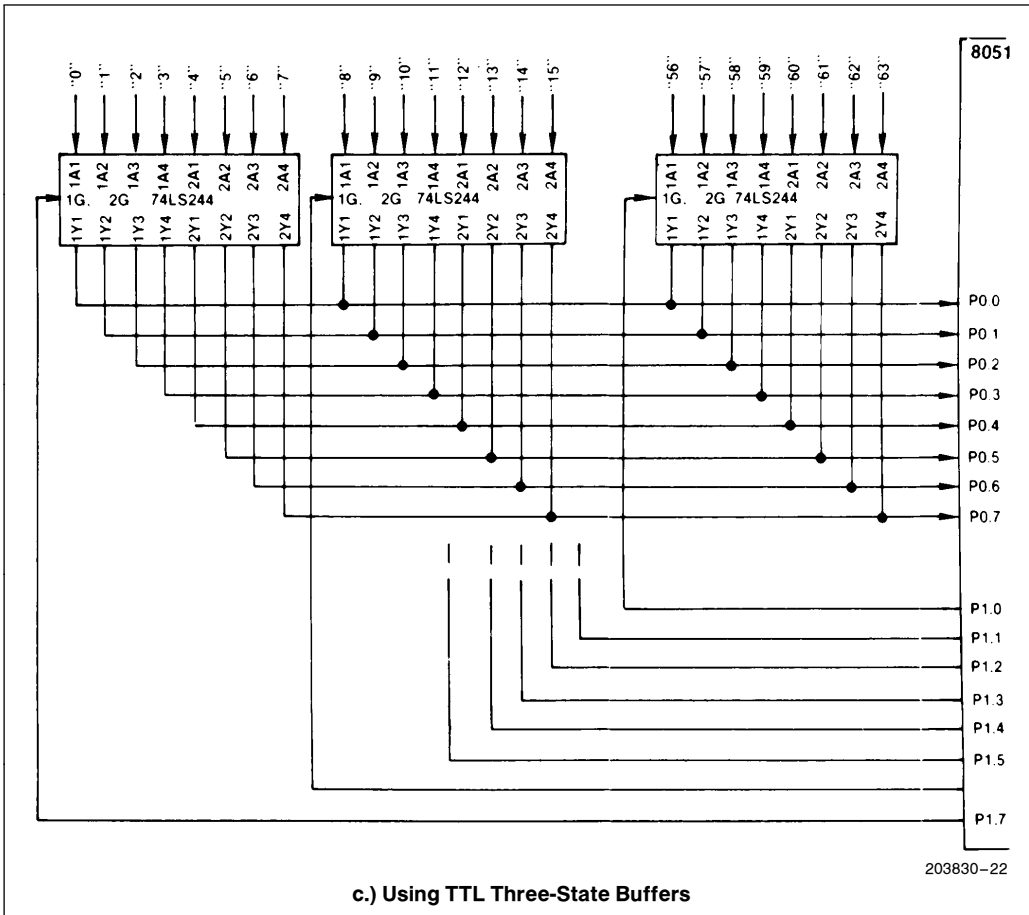 8051
"0" "1" "2" "3" "4" "5" "6" "7" "8" "9" "10" "11" "12" "13" "14" "15" "56" "57" "58" "59" "60" "61" "62" "63"
1A1 1A2 1A3 1A4 2A1 2A2 2A3 2A4 1A1 1A2 1A3 1A4 2A1 2A2 2A3 2A4 1A1 1A2 1A3 1A4 2A1 2A2 2A3 2A4
1G. 2G 74LS244 1G. 2G 74LS244 1G. 2G 74LS244
1Y1 1Y2 1Y3 1Y4 2Y1 2Y2 2Y3 2Y4 1Y1 1Y2 1Y3 1Y4 2Y1 2Y2 2Y3 2Y4 1Y1 1Y2 1Y3 1Y4 2Y1 2Y2 2Y3 2Y4
P0.0
P0.1
P0.2
P0.3
P0.4
P0.5
P0.6
P0.7
P1.0
P1.1
P1.2
P1.3
P1.4
P1.5
P1.7
203830-22
c.) Using TTL Three-State Buffers